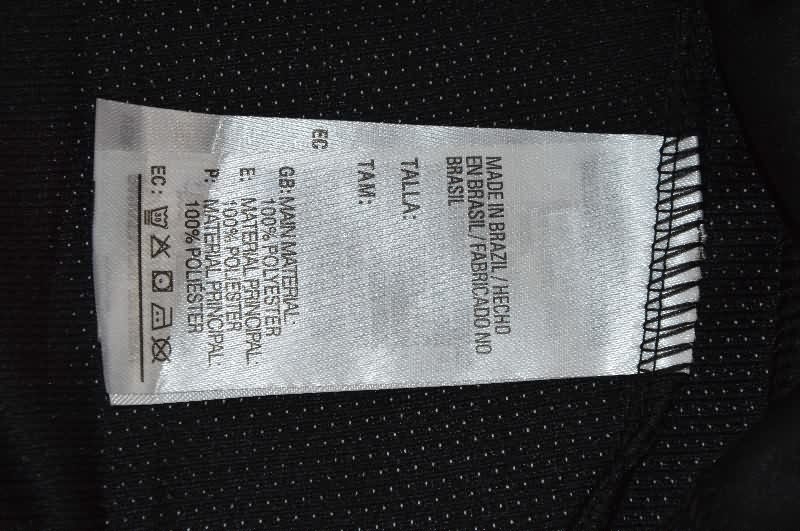 MADE IN BRAZIL / HECHO
EN BRASIL / FABRICADO NO
BRASIL
TALLA:
TAM:
EC
GB: MAIN MATERIAL:
100% POLYESTER
E: MATERIAL PRINCIPAL:
100% POLIESTER
P: MATERIAL PRINCIPAL:
100% POLIÉSTER
EC: